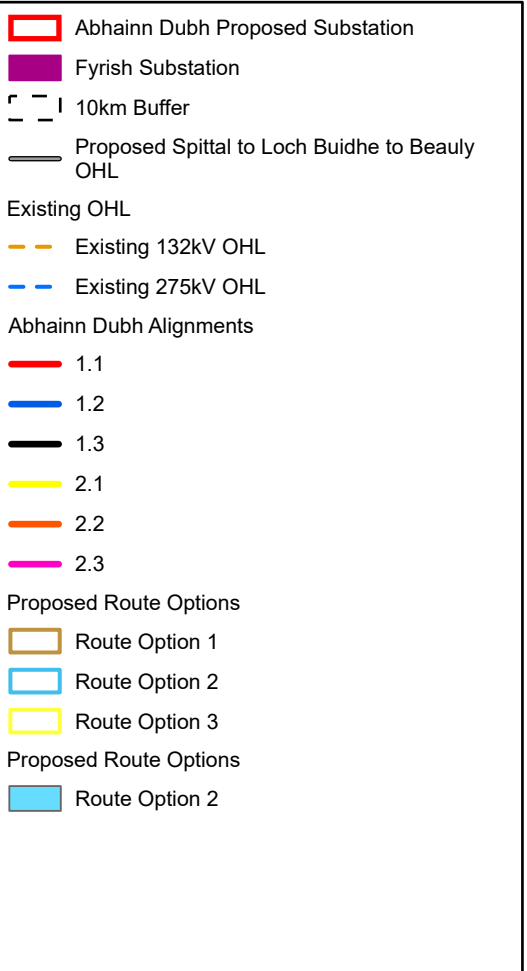 Abhainn Dubh Proposed Substation
Fyrish Substation
10km Buffer
Proposed Spittal to Loch Buidhe to Beauly
OHL
Existing OHL
Existing 132kV OHL
Existing 275kV OHL
Abhainn Dubh Alignments
1.1
1.2
1.3
2.1
2.2
2.3
Proposed Route Options
Route Option 1
Route Option 2
Route Option 3
Proposed Route Options
Route Option 2